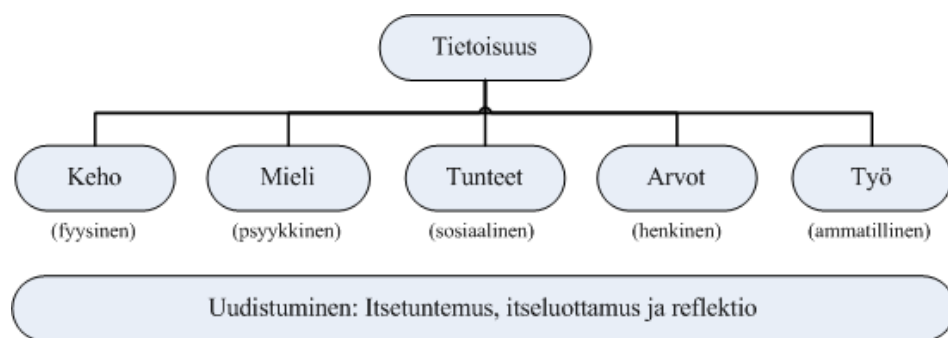 Tietoisuus
Keho Mieli Tunteet Arvot Työ
(fyysinen) (psyykkinen) (sosiaalinen) (henkinen) (ammatillinen)
Uudistuminen: Itsetuntemus, itseluottamus ja reflektio